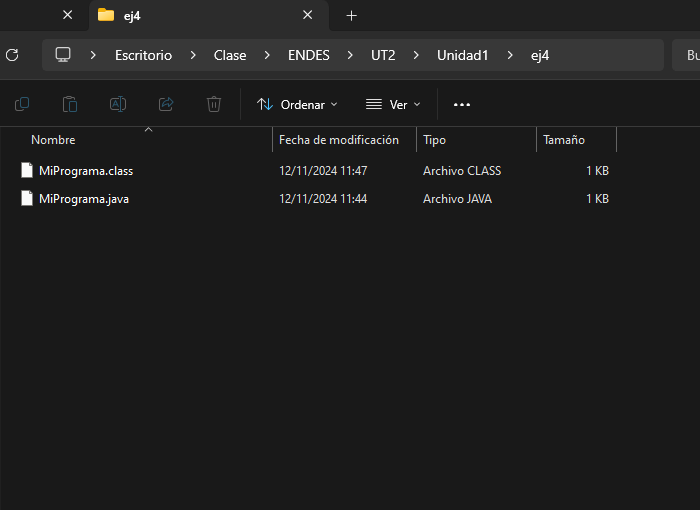 ej4
Escritorio > Clase > ENDES > UT2 > Unidad1 > ej4 Bu
Ordenar Ver
Nombre Fecha de modificación Tipo Tamaño
MiPrograma.class 12/11/2024 11:47 Archivo CLASS 1 KB
MiPrograma.java 12/11/2024 11:44 Archivo JAVA 1 KB